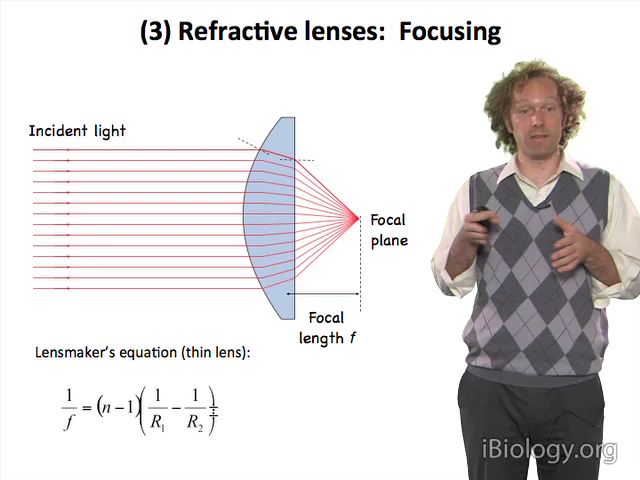 (3) Refractive lenses: Focusing
Incident light
Focal
plane
Focal
length f
Lensmaker's equation (thin lens):
1/f = (n − 1)(1/R₁ − 1/R₂)
iBiology.org